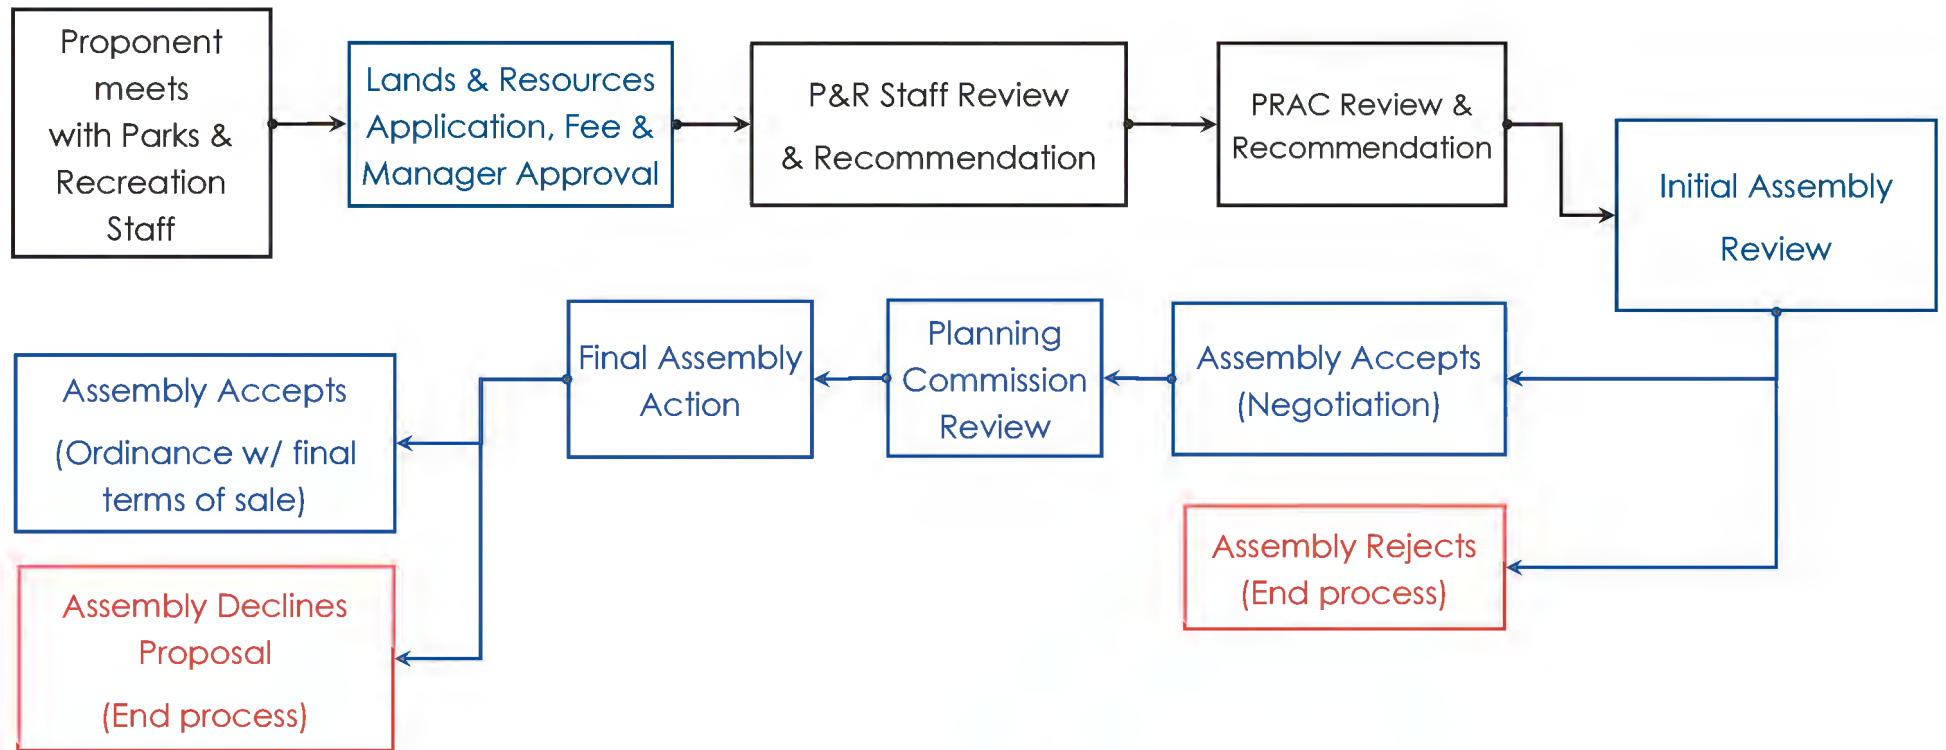 Proponent
meets
with Parks &
Recreation
Staff
Lands & Resources
Application, Fee &
Manager Approval
P&R Staff Review
& Recommendation
PRAC Review &
Recommendation
Initial Assembly
Review
Assembly Accepts
(Negotiation)
Planning
Commission
Review
Final Assembly
Action
Assembly Accepts
(Ordinance w/ final
terms of sale)
Assembly Rejects
(End process)
Assembly Declines
Proposal
(End process)